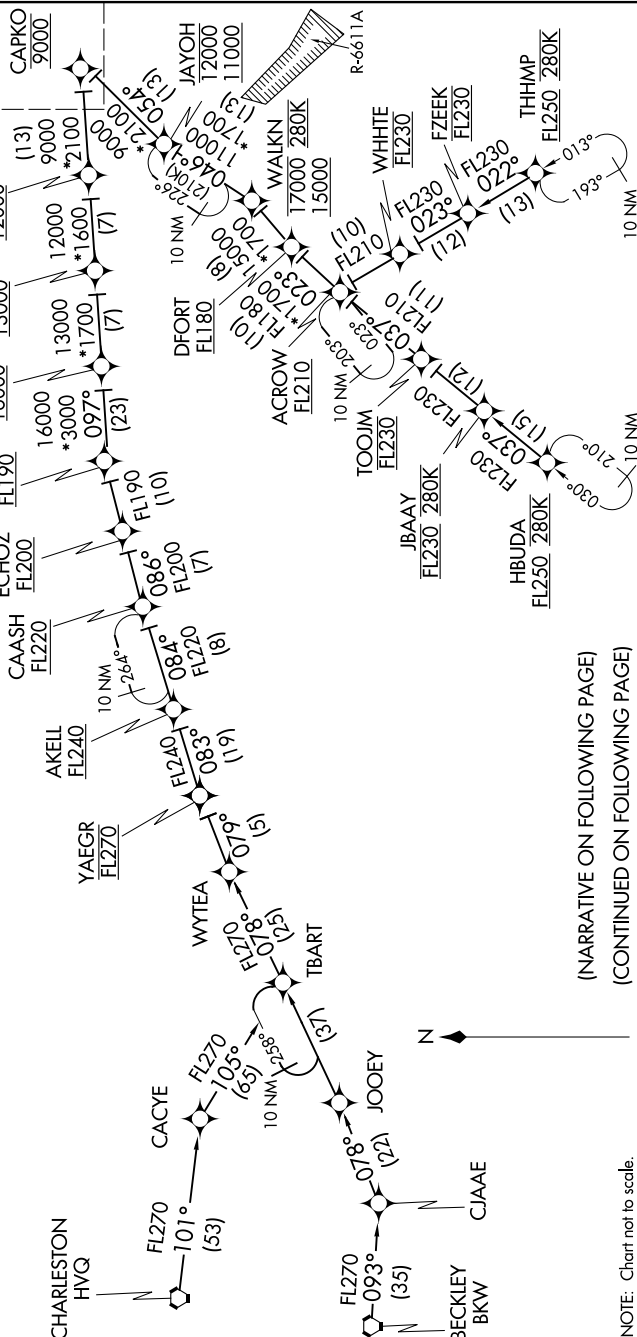 CHARLESTON
HVQ
FL270
101°
(53)
CACYE
FL270
105°
(65)
10 NM
258°
BECKLEY
BKW
FL270
093°
(35)
CJAAE
078°
(22)
JOOEY
(37)
TBART
FL270
078°
(25)
WYTEA
079°
(5)
YAEGR
FL270
FL240
083°
(19)
AKELL
FL240
10 NM
264°
084°
FL220
(8)
CAASH
FL220
086°
FL200
(7)
ECHOZ
FL200
FL190
(10)
FL190
16000
*3000
097°
(23)
13000
*1700
(7)
13000
12000
*1600
(7)
(13)
9000
*2100
CAPKO
9000
9000
*2100
054°
(13)
JAYOH
12000
11000
R-6611A
226°
(210K)
10 NM
046°
11000
*1700
(13)
WALKN
17000 280K
15000
15000
*1700
(8)
DFORT
FL180
FL180
*1700
023°
(10)
ACROW
FL210
203°
023°
10 NM
(10)
FL210
WHHTE
FL230
FL230
023°
(12)
FZEEK
FL230
FL230
022°
(13)
THHMP
FL250 280K
013°
193°
10 NM
037°
FL210
(11)
TOOJM
FL230
FL230
(12)
JBAAY
FL230 280K
FL230
037°
(15)
HBUDA
FL250 280K
030°
210°
10 NM
N
(NARRATIVE ON FOLLOWING PAGE)
(CONTINUED ON FOLLOWING PAGE)
NOTE: Chart not to scale.